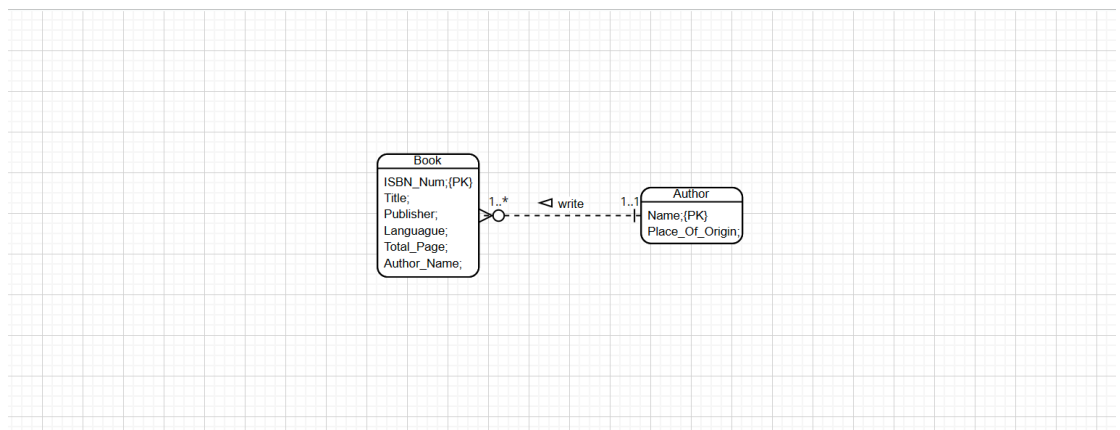 Book
ISBN_Num;{PK}
Title;
Publisher;
Languague;
Total_Page;
Author_Name;
1..*
write
1..1
Author
Name;{PK}
Place_Of_Origin;